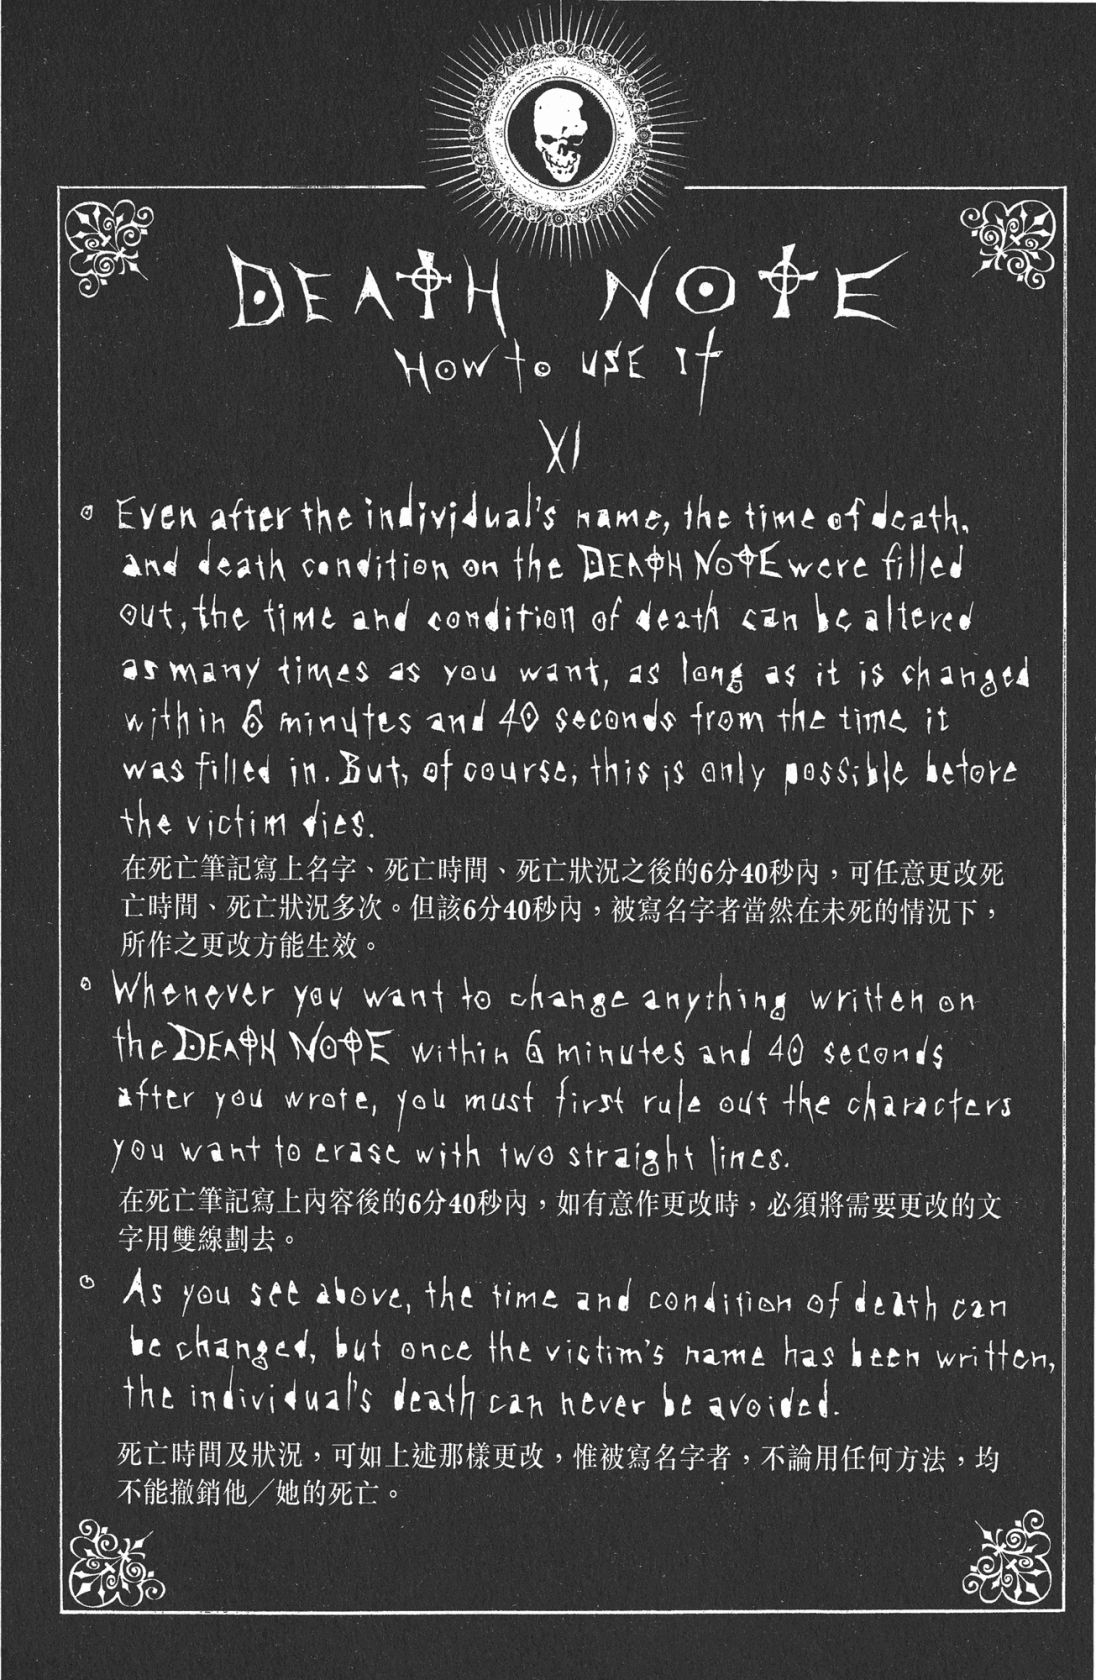 DEATH NOTE
How to use it
XI
Even after the individual's name, the time of death,
and death condition on the DEATH NOTE were filled
out, the time and condition of death can be altered
as many times as you want, as long as it is changed
within 6 minutes and 40 seconds from the time it
was filled in. But, of course, this is only possible before
the victim dies.
在死亡筆記寫上名字、死亡時間、死亡狀況之後的6分40秒內，可任意更改死
亡時間、死亡狀況多次。但該6分40秒內，被寫名字者當然在未死的情況下，
所作之更改方能生效。
Whenever you want to change anything written on
the DEATH NOTE within 6 minutes and 40 seconds
after you wrote, you must first rule out the characters
you want to erase with two straight lines.
在死亡筆記寫上內容後的6分40秒內，如有意作更改時，必須將需要更改的文
字用雙線劃去。
As you see above, the time and condition of death can
be changed, but once the victim's name has been written,
the individual's death can never be avoided.
死亡時間及狀況，可如上述那樣更改，惟被寫名字者，不論用任何方法，均
不能撤銷他／她的死亡。